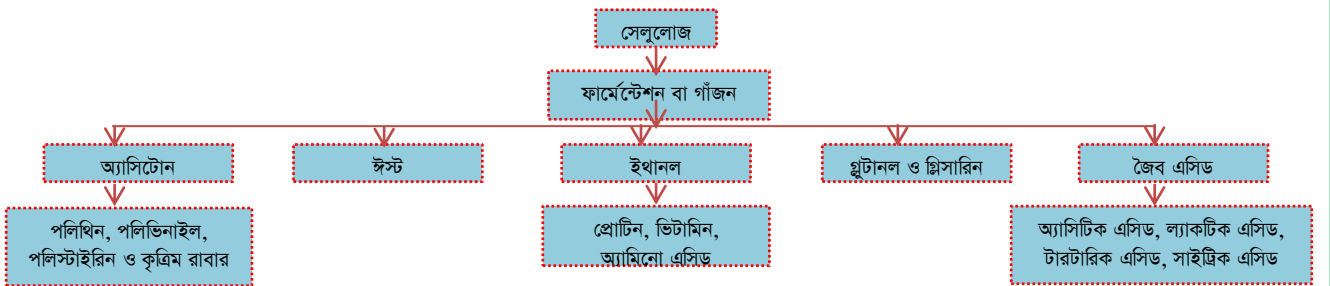 সেলুলোজ
ফার্মেন্টেশন বা গাঁজন
অ্যাসিটোন
ঈস্ট
ইথানল
গ্লুটানল ও গ্লিসারিন
জৈব এসিড
পলিথিন, পলিভিনাইল,
পলিস্টাইরিন ও কৃত্রিম রাবার
প্রোটিন, ভিটামিন,
অ্যামিনো এসিড
অ্যাসিটিক এসিড, ল্যাকটিক এসিড,
টারটারিক এসিড, সাইট্রিক এসিড